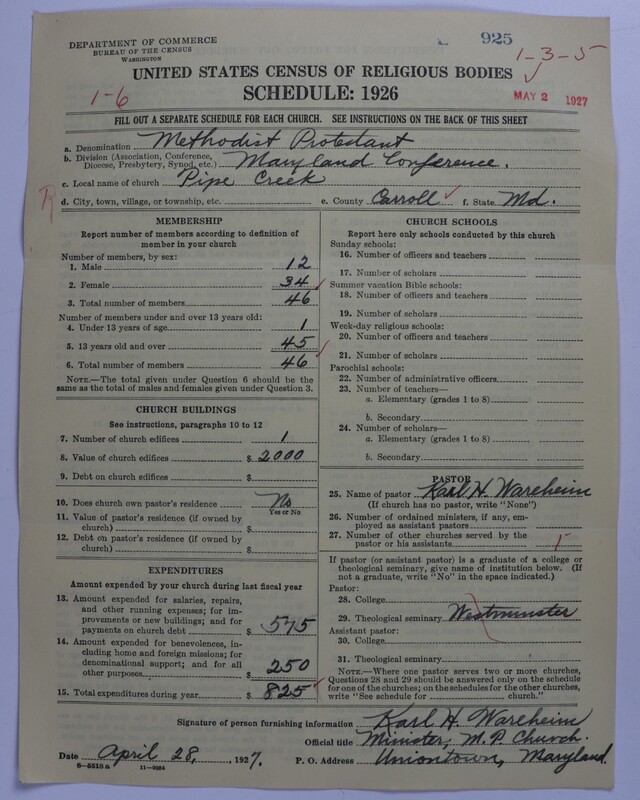 DEPARTMENT OF COMMERCE
BUREAU OF THE CENSUS
WASHINGTON
925
1-3-5
UNITED STATES CENSUS OF RELIGIOUS BODIES
1-6
SCHEDULE: 1926
MAY 2 1927
FILL OUT A SEPARATE SCHEDULE FOR EACH CHURCH. SEE INSTRUCTIONS ON THE BACK OF THIS SHEET
a. Denomination Methodist Protestant
b. Division (Association, Conference, Diocese, Presbytery, Synod, etc.) Maryland Conference.
c. Local name of church Pipe Creek
d. City, town, village, or township, etc. e. County Carroll f. State Md.
MEMBERSHIP
Report number of members according to definition of
member in your church
Number of members, by sex:
1. Male 12
2. Female 34
3. Total number of members 46
Number of members under and over 13 years old:
4. Under 13 years of age 1
5. 13 years old and over 45
6. Total number of members 46
NOTE.—The total given under Question 6 should be
same as the total of males and females given under Question 3.
CHURCH BUILDINGS
See instructions, paragraphs 10 to 12
7. Number of church edifices 1
8. Value of church edifices $ 2000
9. Debt on church edifices $
10. Does church own pastor's residence No
Yes or No
11. Value of pastor's residence (if owned by
church) $
12. Debt on pastor's residence (if owned by
church) $
EXPENDITURES
Amount expended by your church during last fiscal year
13. Amount expended for salaries, repairs,
and other running expenses; for im-
provements or new buildings; and for
payments on church debt $ 575
14. Amount expended for benevolences, in-
cluding home and foreign missions; for
denominational support; and for all
other purposes 250
15. Total expenditures during year $ 825
CHURCH SCHOOLS
Report here only schools conducted by this church
Sunday schools:
16. Number of officers and teachers
17. Number of scholars
Summer vacation Bible schools:
18. Number of officers and teachers
19. Number of scholars
Week-day religious schools:
20. Number of officers and teachers
21. Number of scholars
Parochial schools:
22. Number of administrative officers
23. Number of teachers—
a. Elementary (grades 1 to 8)
b. Secondary
24. Number of scholars—
a. Elementary (grades 1 to 8)
b. Secondary
PASTOR
25. Name of pastor Karl H. Wareheim
(If church has no pastor, write "None")
26. Number of ordained ministers, if any, em-
ployed as assistant pastors
27. Number of other churches served by the
pastor or his assistants
If pastor (or assistant pastor) is a graduate of a college or
theological seminary, give name of institution below. (If
not a graduate, write "No" in the space indicated.)
Pastor:
28. College
29. Theological seminary Westminster
Assistant pastor:
30. College
31. Theological seminary
NOTE.—Where one pastor serves two or more churches,
Questions 28 and 29 should be answered only on the schedule
for one of the churches; on the schedules for the other churches,
write "See schedule for church."
Signature of person furnishing information Karl H. Wareheim
Official title Minister, M. P. Church.
Date April 28, 1927. P. O. Address Uniontown, Maryland.
8—5518a 11—9864